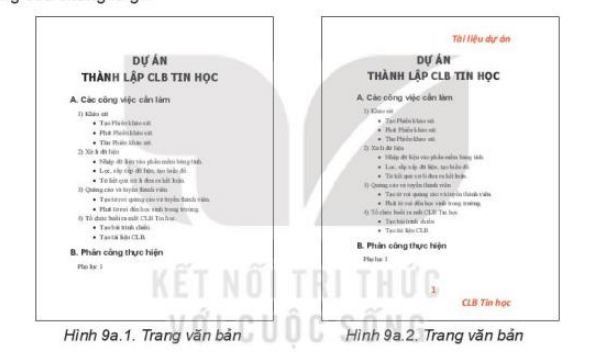 DỰ ÁN
THÀNH LẬP CLB TIN HỌC
A. Các công việc cần làm
1) Khảo sát
• Tạo Phiếu khảo sát.
• Phát Phiếu khảo sát.
• Thu Phiếu khảo sát.
2) Xử lí dữ liệu
• Nhập dữ liệu vào phần mềm bảng tính.
• Lọc, sắp xếp dữ liệu, tạo biểu đồ.
• Từ kết quả xử lí đưa ra kết luận.
3) Quảng cáo và tuyển thành viên
• Tạo tờ rơi quảng cáo và tuyển thành viên.
• Phát tờ rơi đến học sinh trong trường.
4) Tổ chức buổi ra mắt CLB Tin học
• Tạo bài trình chiếu.
• Tạo tài liệu CLB.
B. Phân công thực hiện
Phụ lục 1
Hình 9a.1. Trang văn bản
Tài liệu dự án
DỰ ÁN
THÀNH LẬP CLB TIN HỌC
A. Các công việc cần làm
1) Khảo sát
• Tạo Phiếu khảo sát.
• Phát Phiếu khảo sát.
• Thu Phiếu khảo sát.
2) Xử lí dữ liệu
• Nhập dữ liệu vào phần mềm bảng tính.
• Lọc, sắp xếp dữ liệu, tạo biểu đồ.
• Từ kết quả xử lí đưa ra kết luận.
3) Quảng cáo và tuyển thành viên
• Tạo tờ rơi quảng cáo và tuyển thành viên.
• Phát tờ rơi đến học sinh trong trường.
4) Tổ chức buổi ra mắt CLB Tin học
• Tạo bài trình chiếu.
• Tạo tài liệu CLB.
B. Phân công thực hiện
Phụ lục 1
1
CLB Tin học
Hình 9a.2. Trang văn bản
KẾT NỐI TRI THỨC
VỚI CUỘC SỐNG